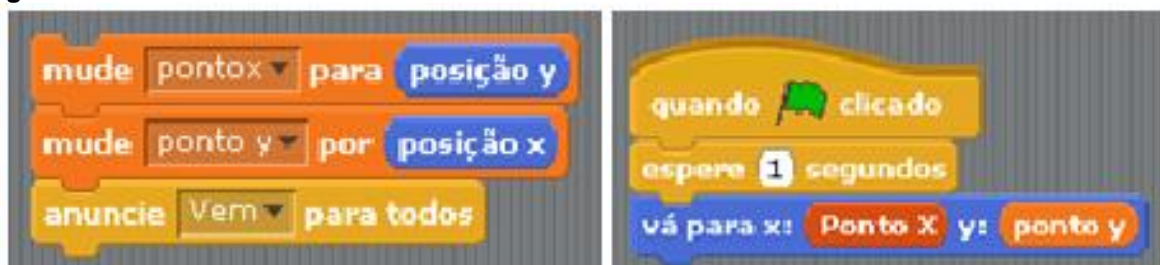 mude pontox para posição y
mude ponto y por posição x
anuncie Vem para todos
quando clicado
espere 1 segundos
vá para x: Ponto X y: ponto y